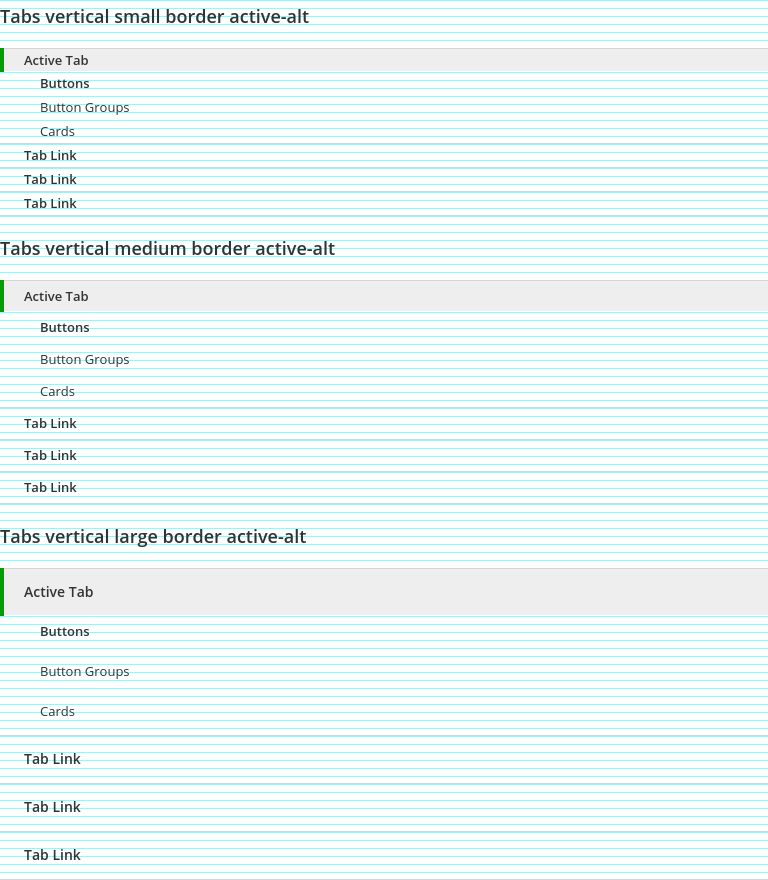 Tabs vertical small border active-alt
Active Tab
Buttons
Button Groups
Cards
Tab Link
Tab Link
Tab Link
Tabs vertical medium border active-alt
Active Tab
Buttons
Button Groups
Cards
Tab Link
Tab Link
Tab Link
Tabs vertical large border active-alt
Active Tab
Buttons
Button Groups
Cards
Tab Link
Tab Link
Tab Link